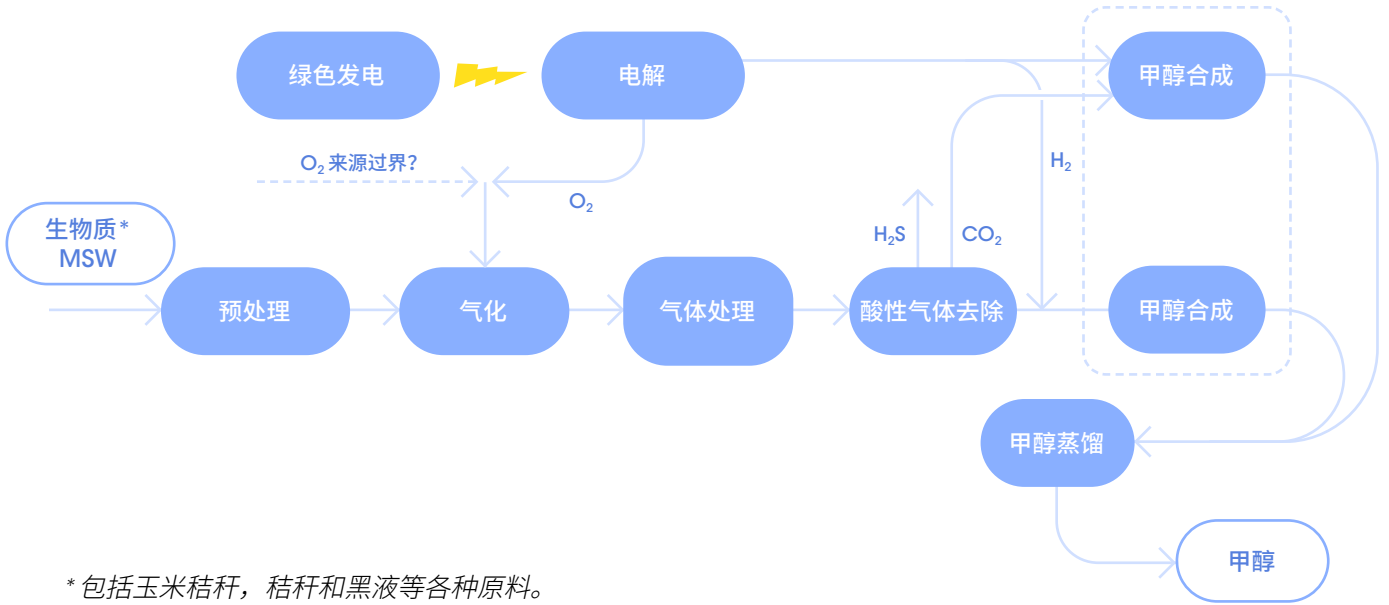 绿色发电
电解
甲醇合成
O₂ 来源过界?
O₂
H₂
生物质*
MSW
H₂S
CO₂
预处理
气化
气体处理
酸性气体去除
甲醇合成
甲醇蒸馏
甲醇
* 包括玉米秸秆，秸秆和黑液等各种原料。